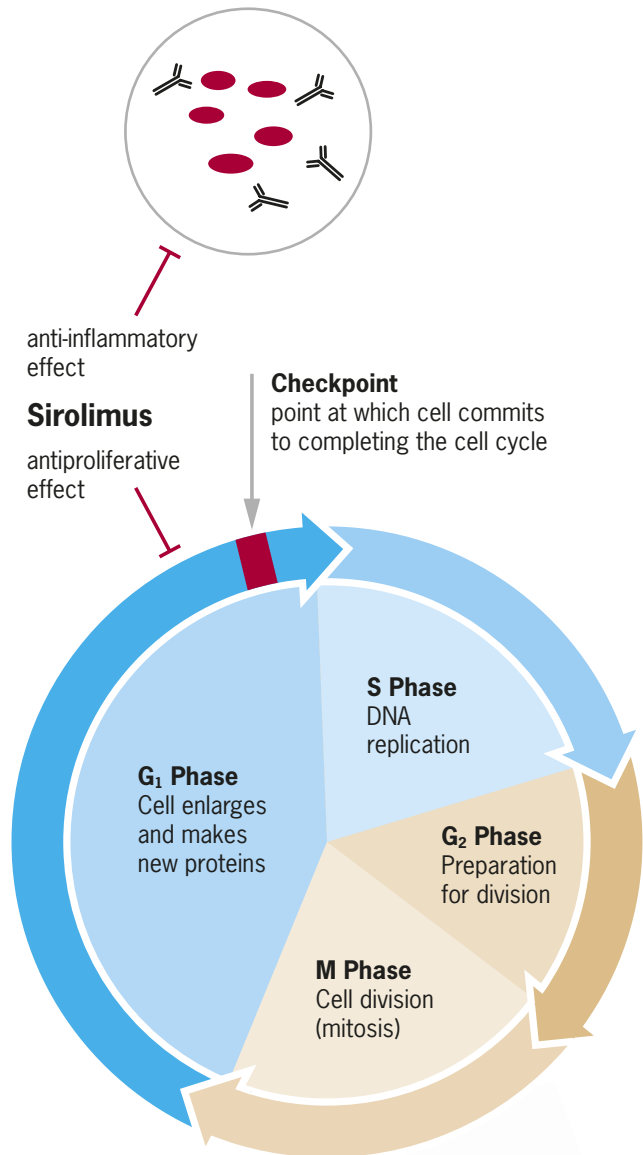 anti-inflammatory
effect
Sirolimus
antiproliferative
effect
Checkpoint
point at which cell commits
to completing the cell cycle
S Phase
DNA
replication
G₁ Phase
Cell enlarges
and makes
new proteins
G₂ Phase
Preparation
for division
M Phase
Cell division
(mitosis)